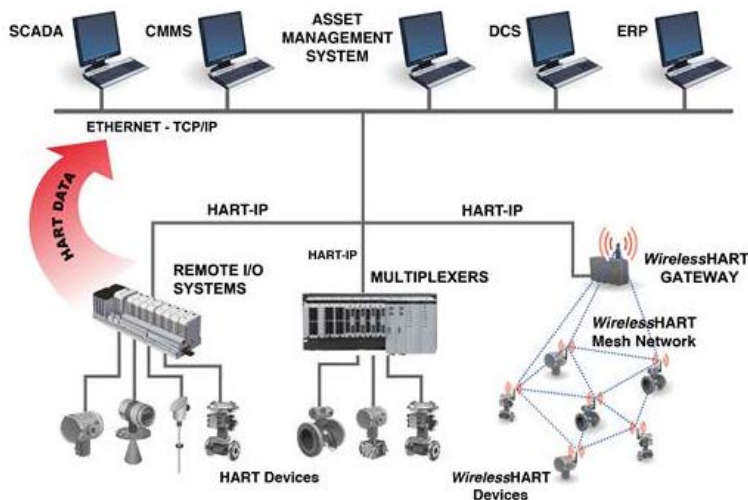 SCADA
CMMS
ASSET
MANAGEMENT
SYSTEM
DCS
ERP
ETHERNET - TCP/IP
HART DATA
HART-IP
HART-IP
HART-IP
REMOTE I/O
SYSTEMS
MULTIPLEXERS
WirelessHART
GATEWAY
WirelessHART
Mesh Network
HART Devices
WirelessHART
Devices